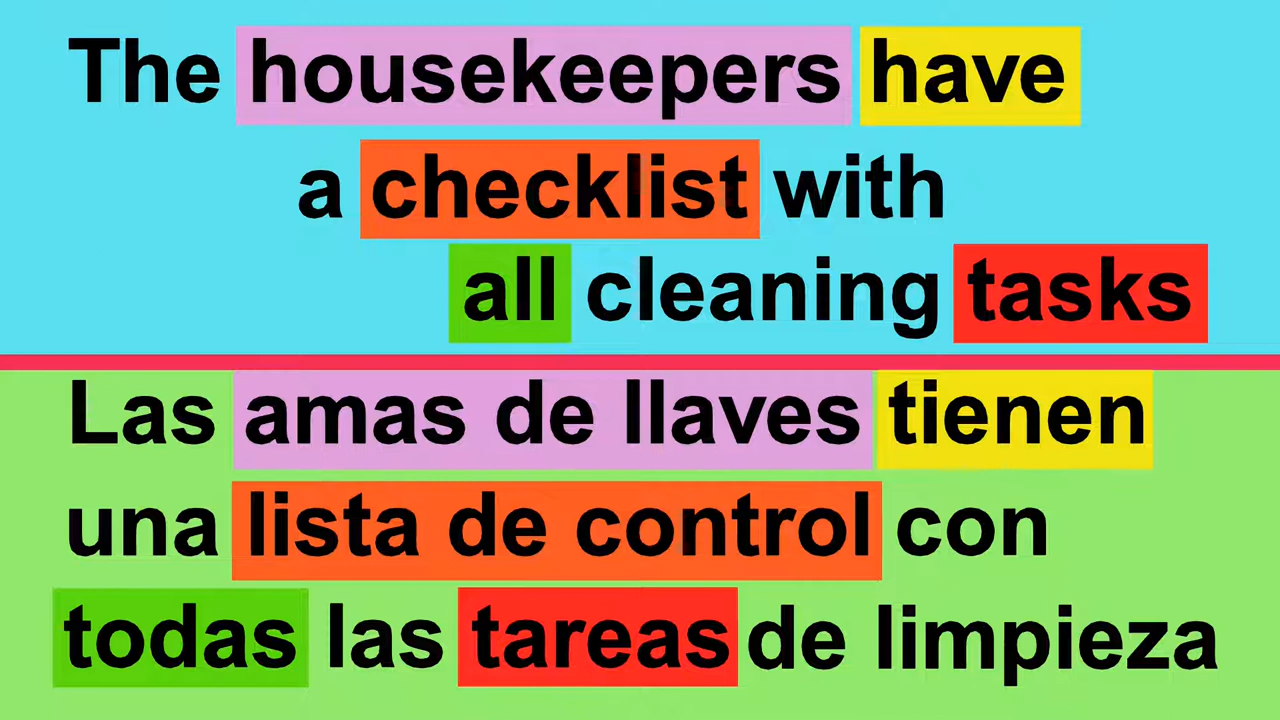 The housekeepers have
a checklist with
all cleaning tasks
Las amas de llaves tienen
una lista de control con
todas las tareas de limpieza